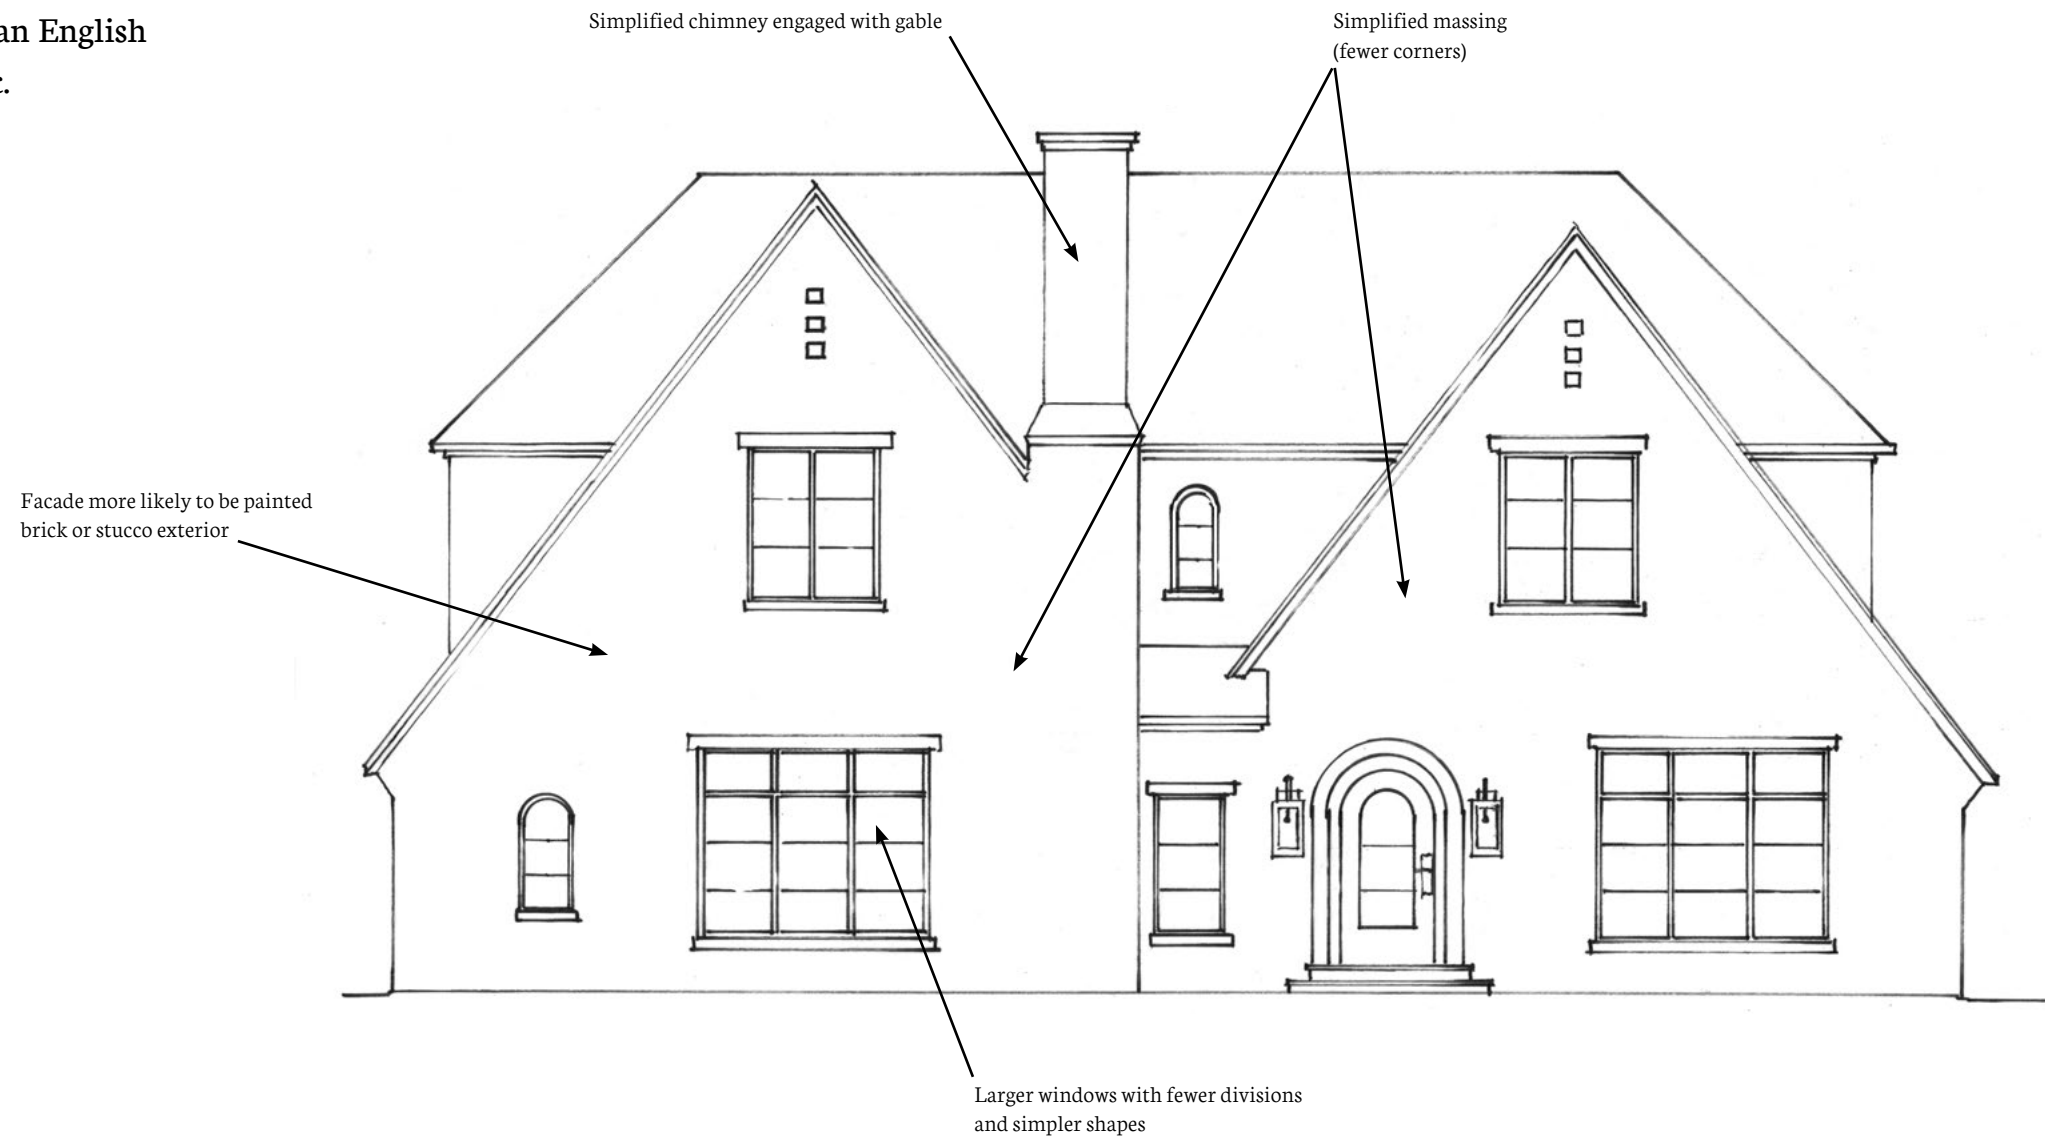 an English
Simplified chimney engaged with gable
Simplified massing
(fewer corners)
Facade more likely to be painted
brick or stucco exterior
Larger windows with fewer divisions
and simpler shapes